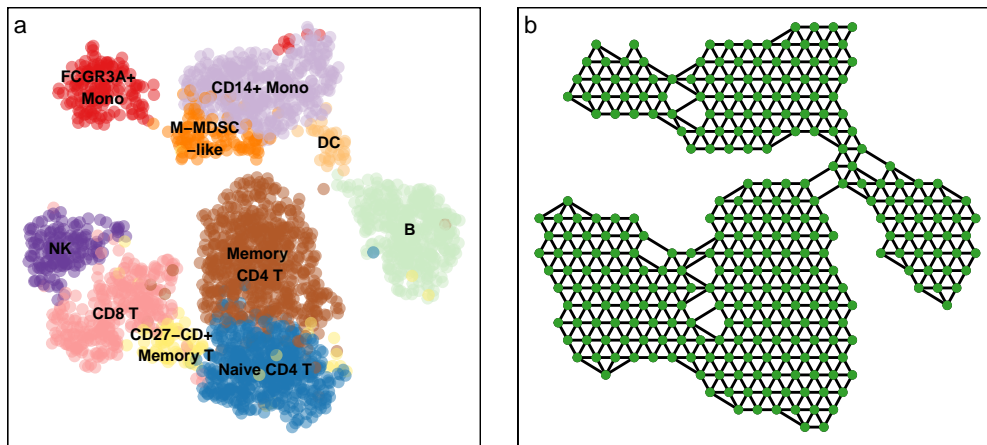 a
b
FCGR3A+
Mono
CD14+ Mono
M−MDSC
−like
DC
B
NK
Memory
CD4 T
CD8 T
CD27−CD+
Memory T
Naive CD4 T